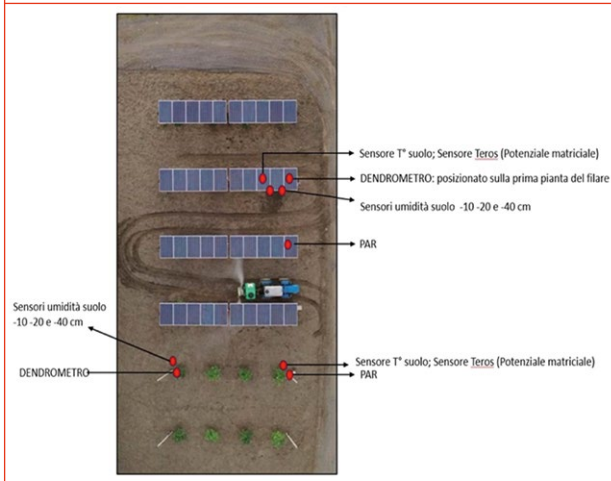 Sensore T° suolo; Sensore Teros (Potenziale matriciale)
DENDROMETRO: posizionato sulla prima pianta del filare
Sensori umidità suolo -10 -20 e -40 cm
PAR
Sensori umidità suolo
-10 -20 e -40 cm
DENDROMETRO
Sensore T° suolo; Sensore Teros (Potenziale matriciale)
PAR